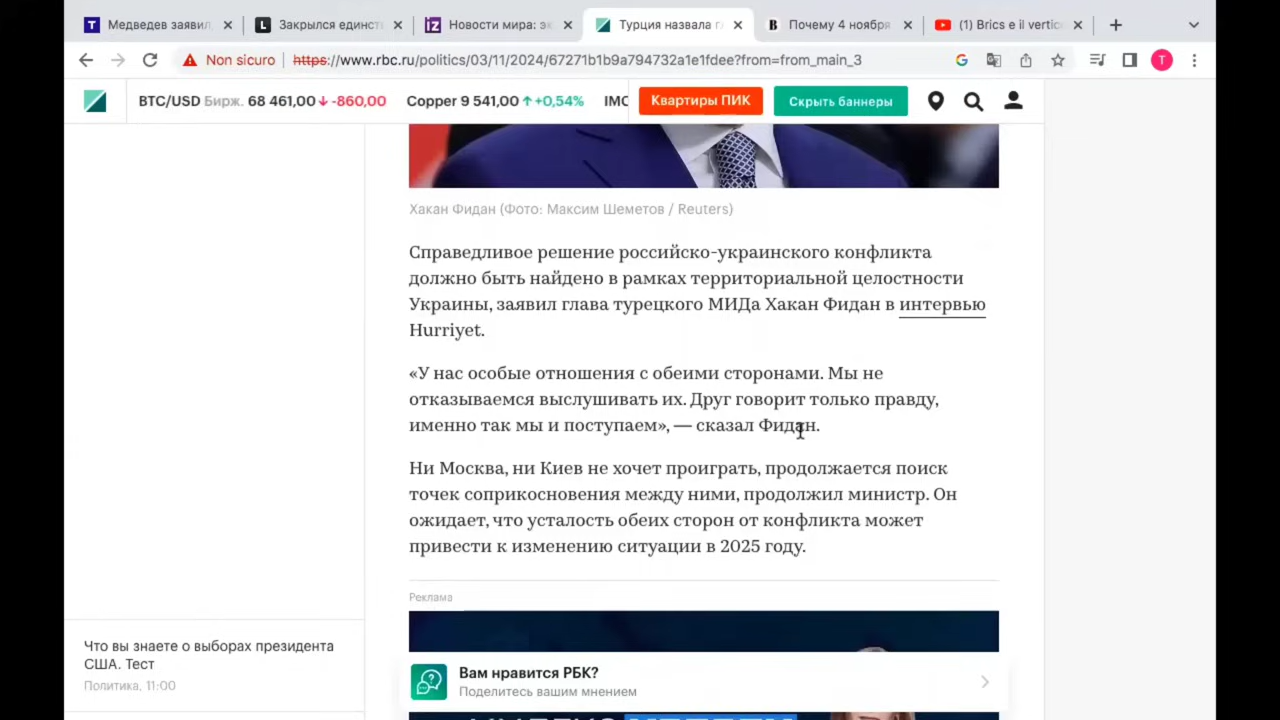 Медведев заявил,
Закрылся единств
Новости мира: эк
Турция назвала г
Почему 4 ноября
(1) Brics e il vertic
Non sicuro
https://www.rbc.ru/politics/03/11/2024/67271b1b9a794732a1e1fdee?from=from_main_3
BTC/USD Бирж. 68 461,00 ↓ -860,00
Copper 9 541,00 ↑ +0,54%
Квартиры ПИК
Скрыть баннеры
Хакан Фидан (Фото: Максим Шеметов / Reuters)
Справедливое решение российско-украинского конфликта
должно быть найдено в рамках территориальной целостности
Украины, заявил глава турецкого МИДа Хакан Фидан в интервью
Hurriyet.
«У нас особые отношения с обеими сторонами. Мы не
отказываемся выслушивать их. Друг говорит только правду,
именно так мы и поступаем», — сказал Фидан.
Ни Москва, ни Киев не хочет проиграть, продолжается поиск
точек соприкосновения между ними, продолжил министр. Он
ожидает, что усталость обеих сторон от конфликта может
привести к изменению ситуации в 2025 году.
Реклама
Что вы знаете о выборах президента
США. Тест
Политика, 11:00
Вам нравится РБК?
Поделитесь вашим мнением